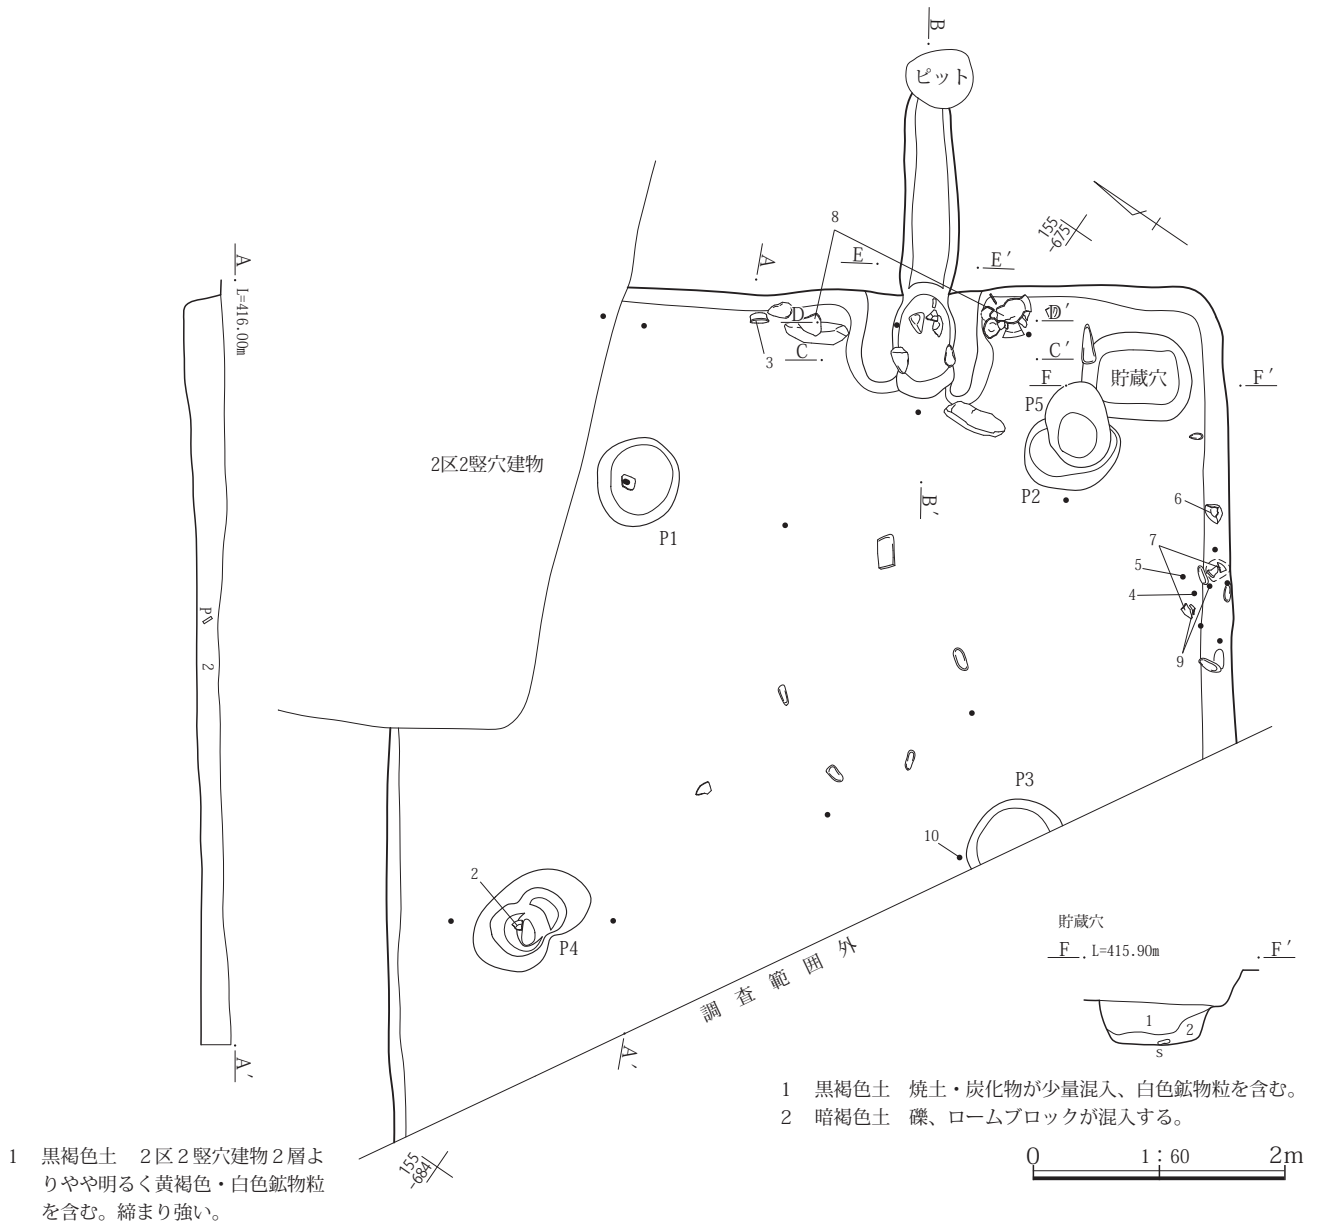 B
ピット
8
155
-675
A
L=416.00m
A
E
E′
D
D′
3
C
C′
F
F′
貯蔵穴
P5
2区2竪穴建物
P1
P2
B′
6
7
5
4
9
P
2
P3
10
2
P4
調査範囲外
A′
A′
155
-684
貯蔵穴
F L=415.90m F′
1
2
S
1 黒褐色土 焼土・炭化物が少量混入、白色鉱物粒を含む。
2 暗褐色土 礫、ロームブロックが混入する。
0 1：60 2m
1 黒褐色土 2区2竪穴建物2層よ
りやや明るく黄褐色・白色鉱物粒
を含む。締まり強い。